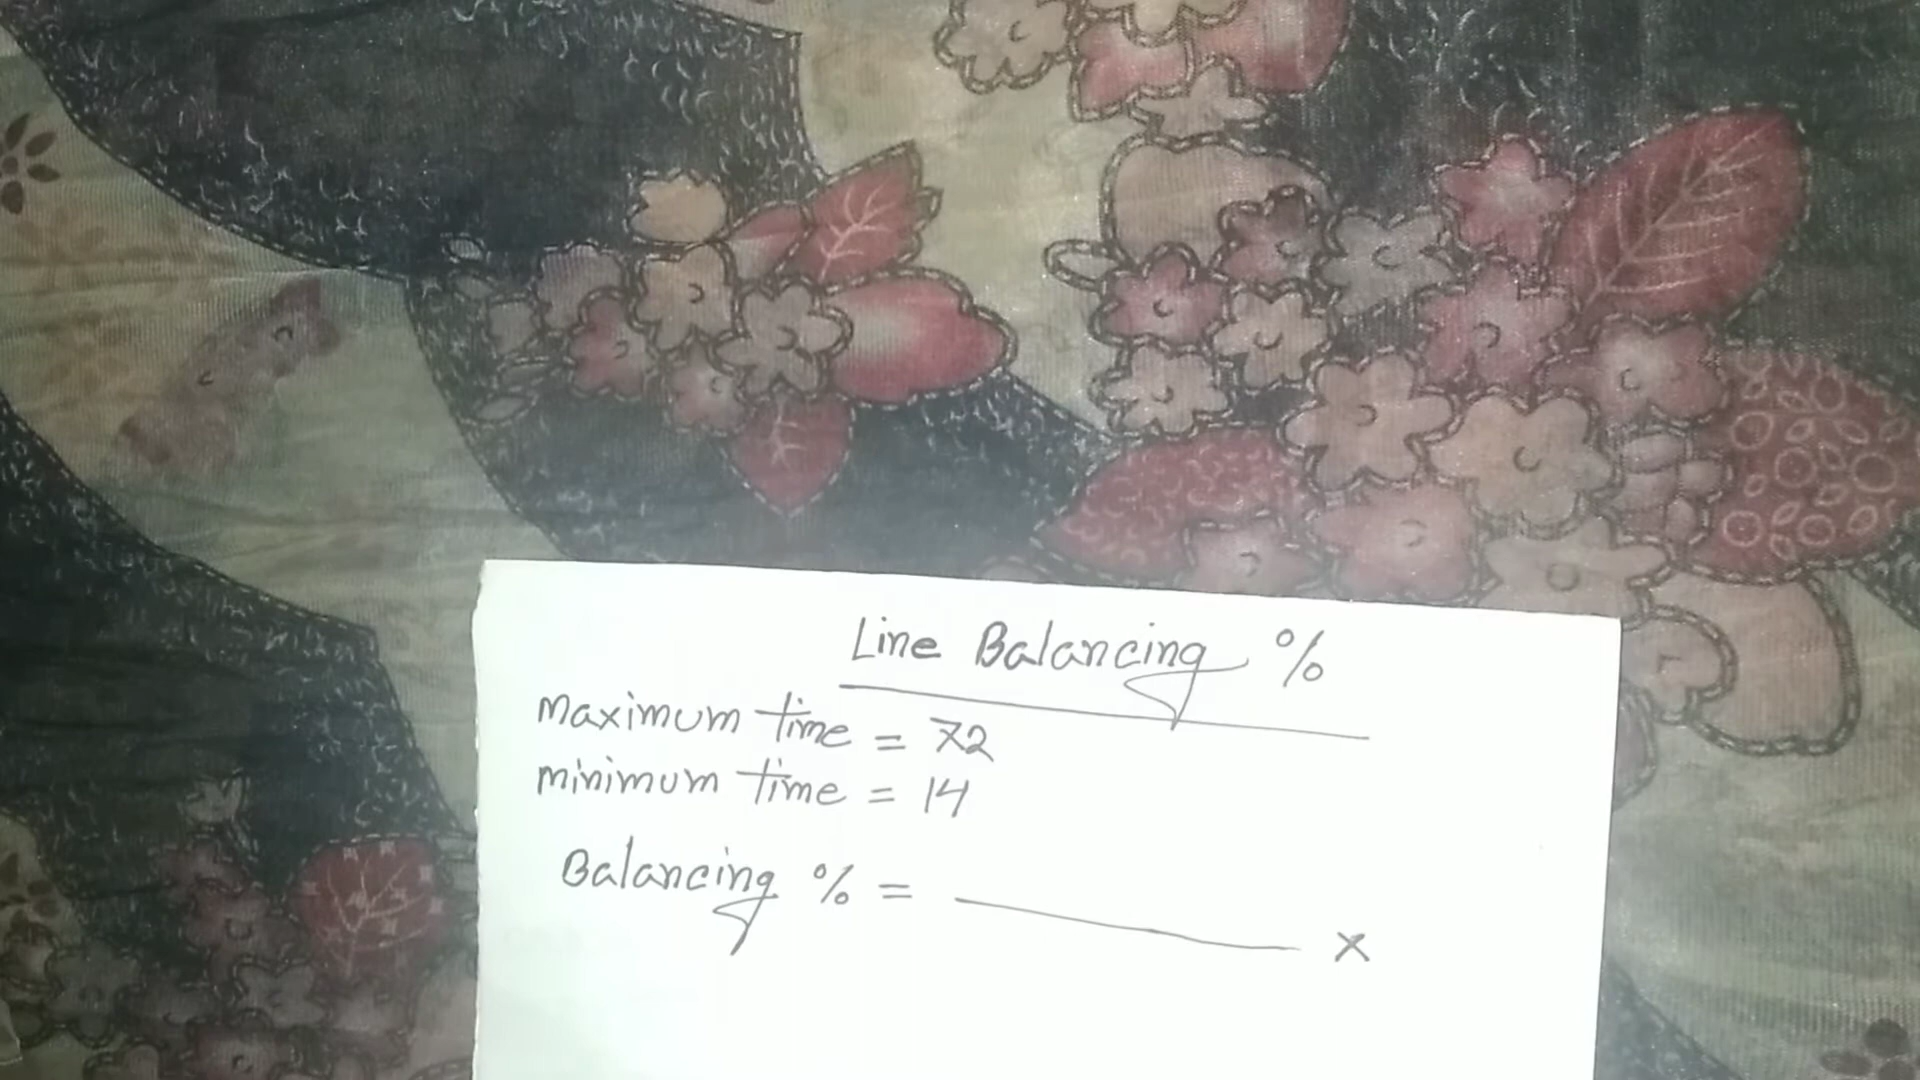 Line Balancing %
maximum time = 72
minimum time = 14
Balancing % = ———— ×